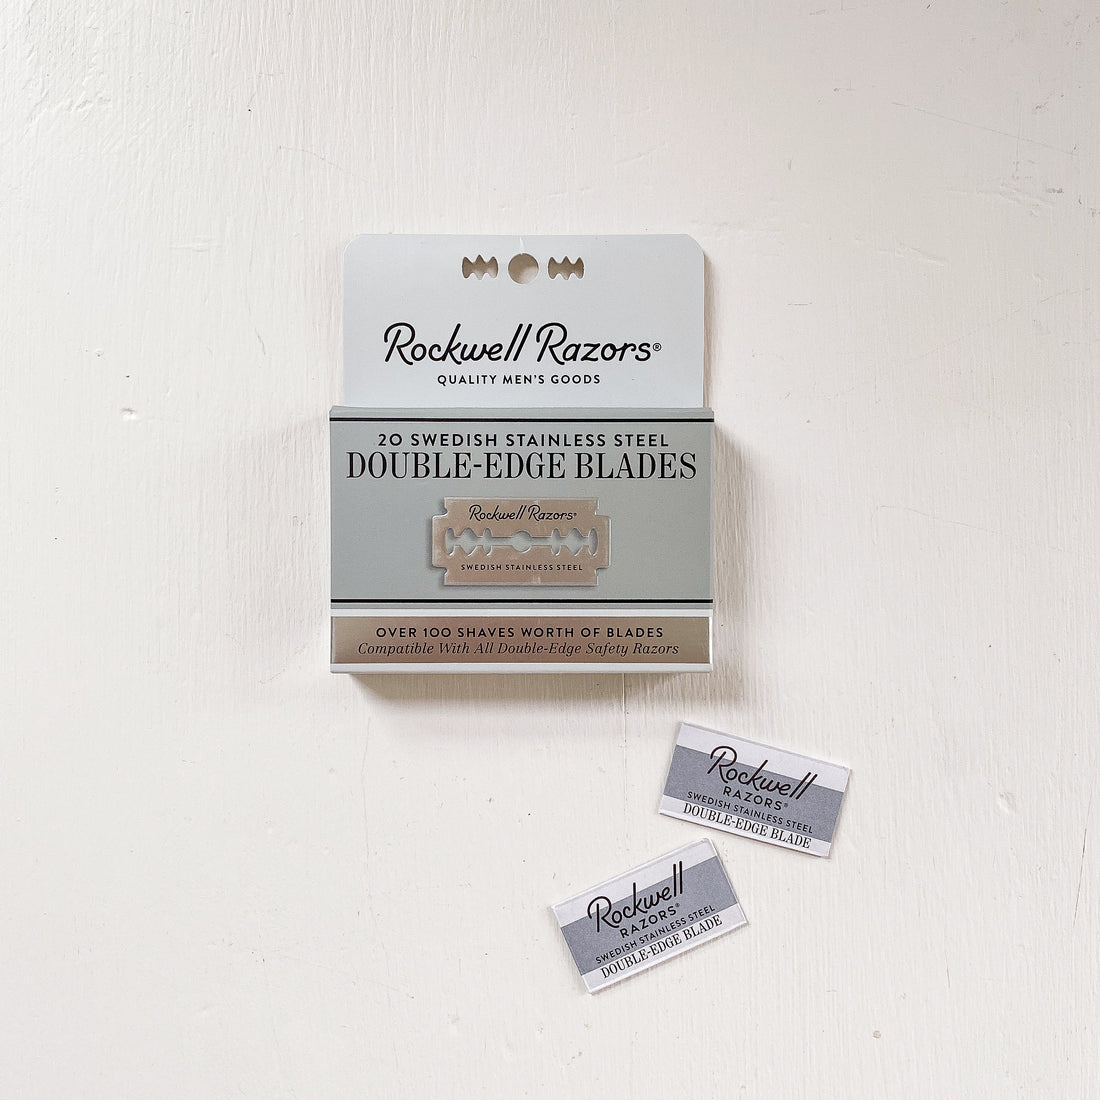 Rockwell Razors®
QUALITY MEN'S GOODS
20 SWEDISH STAINLESS STEEL
DOUBLE-EDGE BLADES
Rockwell Razors®
SWEDISH STAINLESS STEEL
OVER 100 SHAVES WORTH OF BLADES
Compatible With All Double-Edge Safety Razors
Rockwell
RAZORS®
SWEDISH STAINLESS STEEL
DOUBLE-EDGE BLADE
Rockwell
RAZORS®
SWEDISH STAINLESS STEEL
DOUBLE-EDGE BLADE